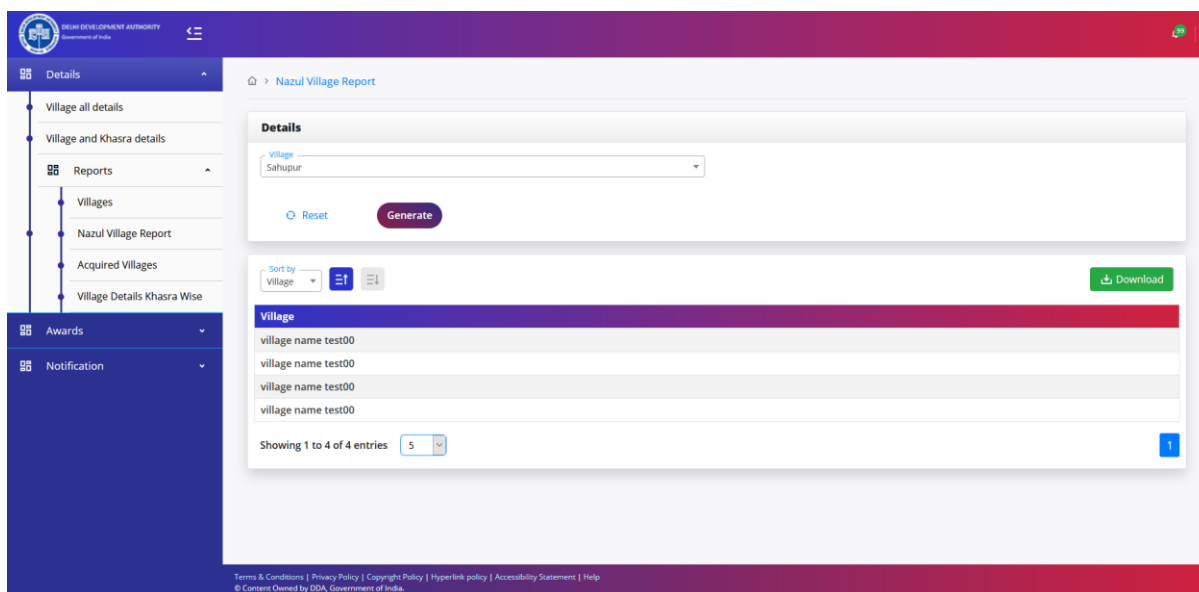 DELHI DEVELOPMENT AUTHORITY
Government of India
99
Details
Village all details
Village and Khasra details
Reports
Villages
Nazul Village Report
Acquired Villages
Village Details Khasra Wise
Awards
Notification
> Nazul Village Report
Details
Village
Sahupur
Reset Generate
Sort by
Village
Download
Village
village name test00
village name test00
village name test00
village name test00
Showing 1 to 4 of 4 entries 5 1
Terms & Conditions | Privacy Policy | Copyright Policy | Hyperlink policy | Accessibility Statement | Help
© Content Owned by DDA, Government of India.